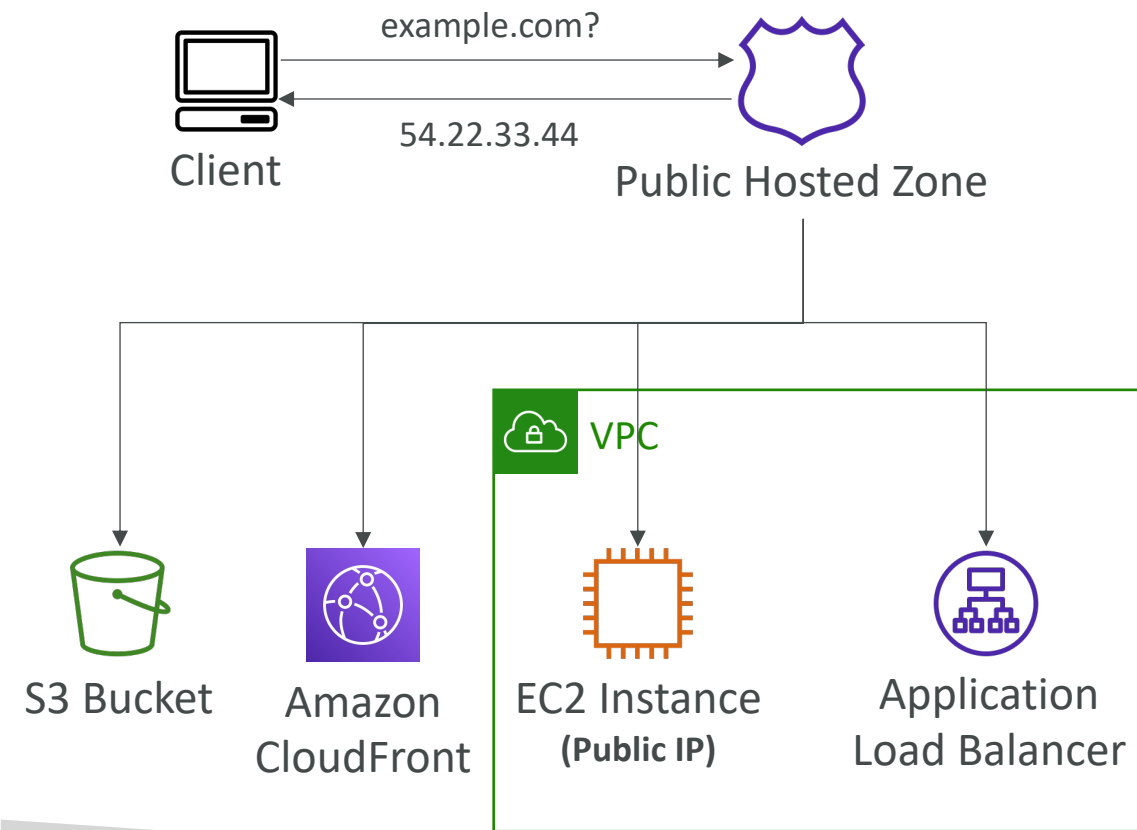 example.com?
54.22.33.44
Client
Public Hosted Zone
VPC
S3 Bucket
Amazon
CloudFront
EC2 Instance
(Public IP)
Application
Load Balancer